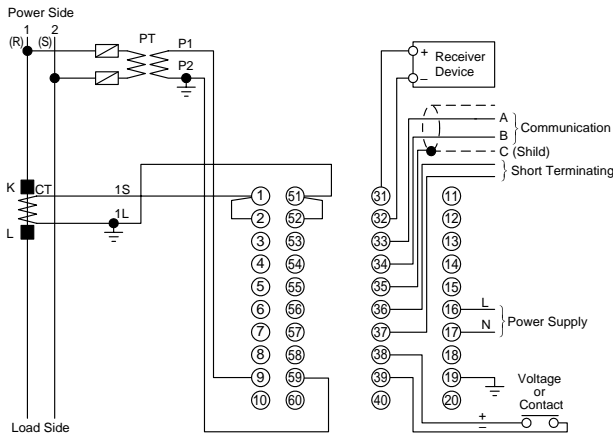 Power Side
1 2
(R) (S)
PT
P1
P2
K
CT
L
1S
1L
Load Side
1 51
2 52
3 53
4 54
5 55
6 56
7 57
8 58
9 59
10 60
+
−
Receiver
Device
A
B
Communication
C (Shild)
Short Terminating
31 11
32 12
33 13
34 14
35 15
36 16
L
37 17
N
Power Supply
38 18
39 19
40 20
Voltage
or
Contact
+
−